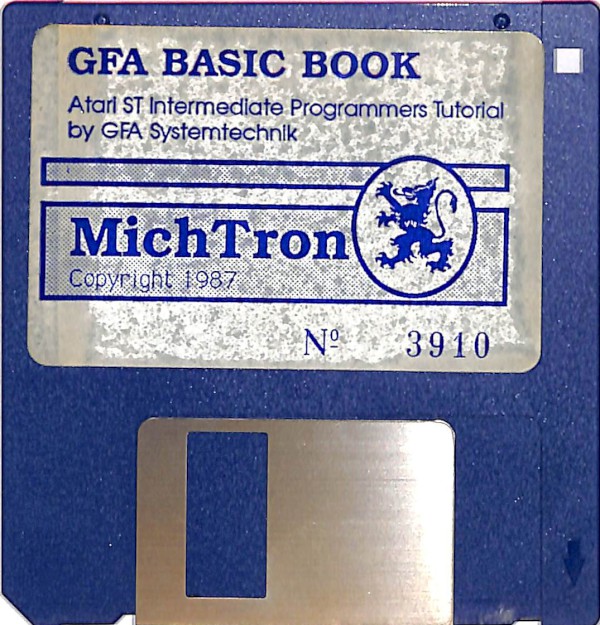 GFA BASIC BOOK
Atari ST Intermediate Programmers Tutorial
by GFA Systemtechnik
MichTron
Copyright 1987
Nº 3910